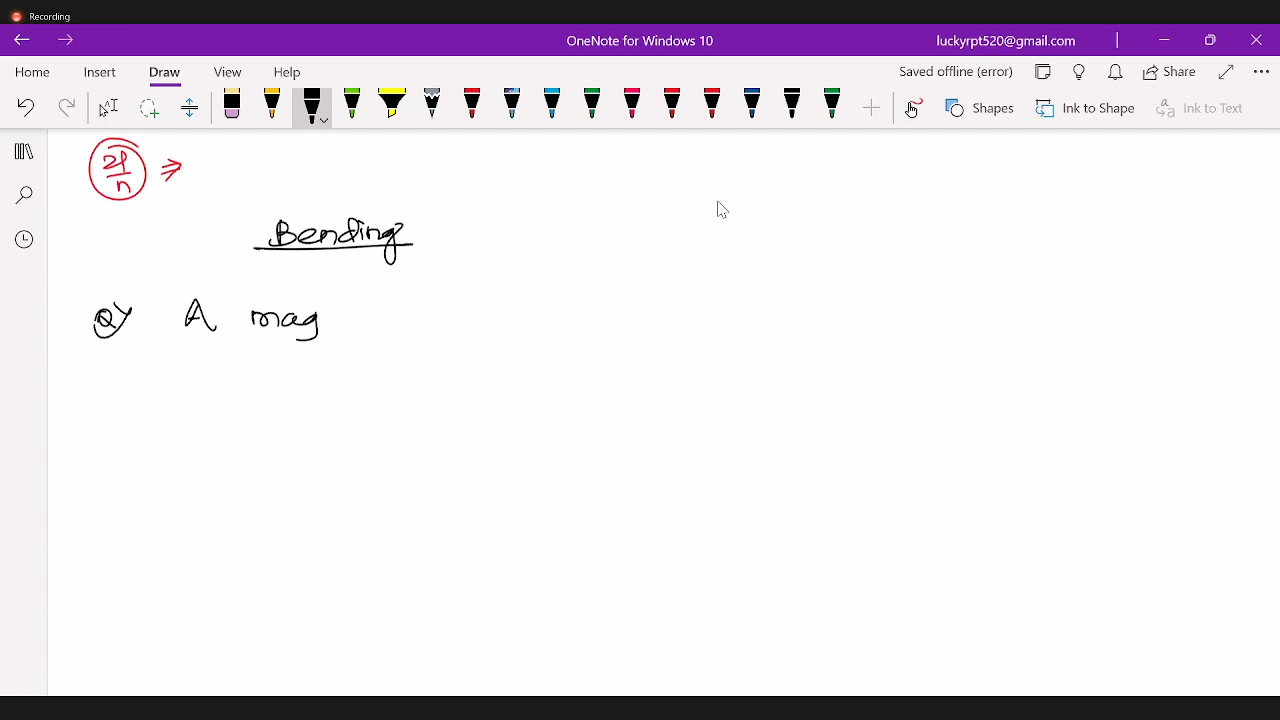 Recording
OneNote for Windows 10
luckyrpt520@gmail.com
Home Insert Draw View Help
Saved offline (error)
Share
Shapes
Ink to Shape
Ink to Text
n
Bending
Q) A mag